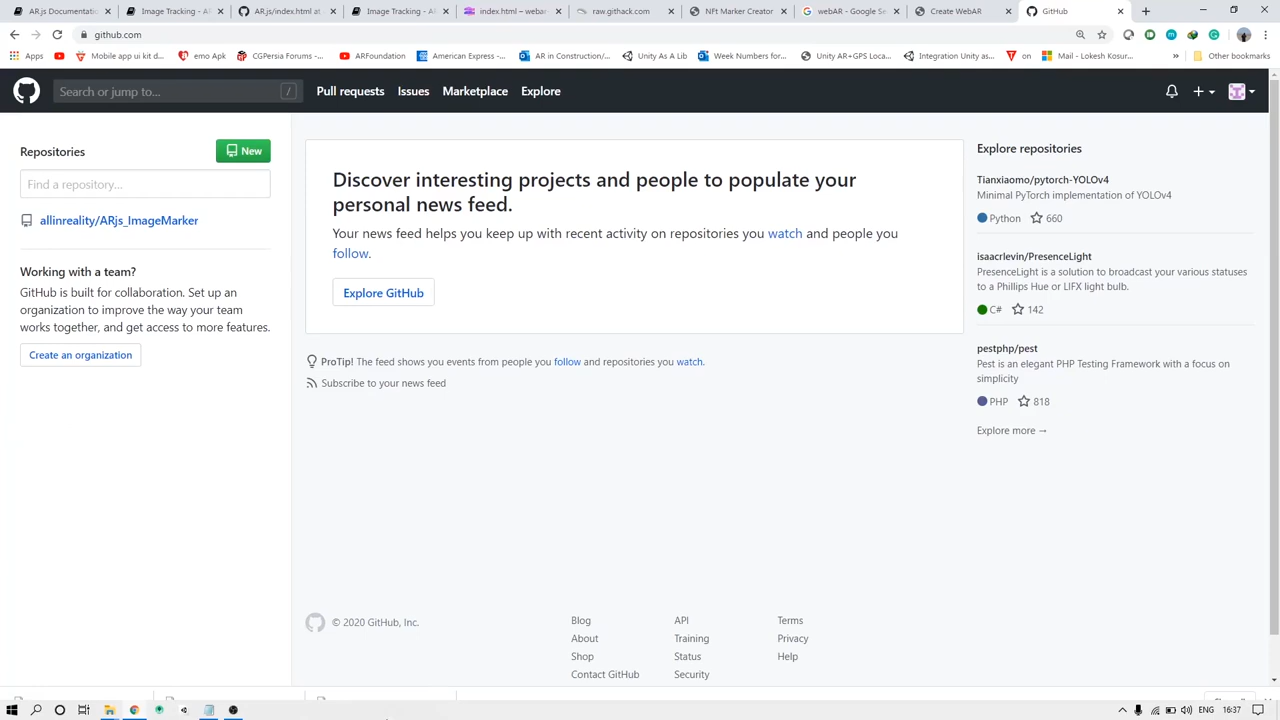 AR.js Documentatio
Image Tracking - A
AR.js/index.html at
Image Tracking - A
index.html – webar
raw.githack.com
NFt Marker Creator
webAR - Google Se
Create WebAR
GitHub
github.com
Apps
Mobile app ui kit d...
emo Apk
CGPersia Forums -...
ARFoundation
American Express -...
AR in Construction/...
Unity As A Lib
Week Numbers for...
Unity AR+GPS Loca...
Integration Unity as...
on
Mail - Lokesh Kosur...
»
Other bookmarks
Search or jump to...
/
Pull requests
Issues
Marketplace
Explore
Repositories
New
Find a repository...
allinreality/ARjs_ImageMarker
Working with a team?
GitHub is built for collaboration. Set up an
organization to improve the way your team
works together, and get access to more features.
Create an organization
Discover interesting projects and people to populate your
personal news feed.
Your news feed helps you keep up with recent activity on repositories you watch and people you
follow.
Explore GitHub
ProTip! The feed shows you events from people you follow and repositories you watch.
Subscribe to your news feed
Explore repositories
Tianxiaomo/pytorch-YOLOv4
Minimal PyTorch implementation of YOLOv4
Python 660
isaacrlevin/PresenceLight
PresenceLight is a solution to broadcast your various statuses
to a Phillips Hue or LIFX light bulb.
C# 142
pestphp/pest
Pest is an elegant PHP Testing Framework with a focus on
simplicity
PHP 818
Explore more →
© 2020 GitHub, Inc.
Blog
About
Shop
Contact GitHub
API
Training
Status
Security
Terms
Privacy
Help
ENG
16:37